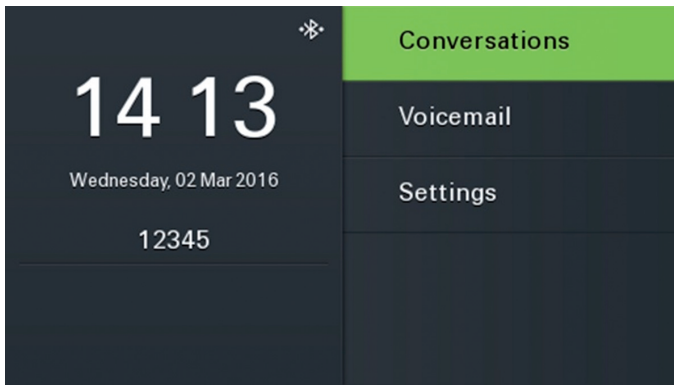 14 13
Wednesday, 02 Mar 2016
12345
Conversations
Voicemail
Settings